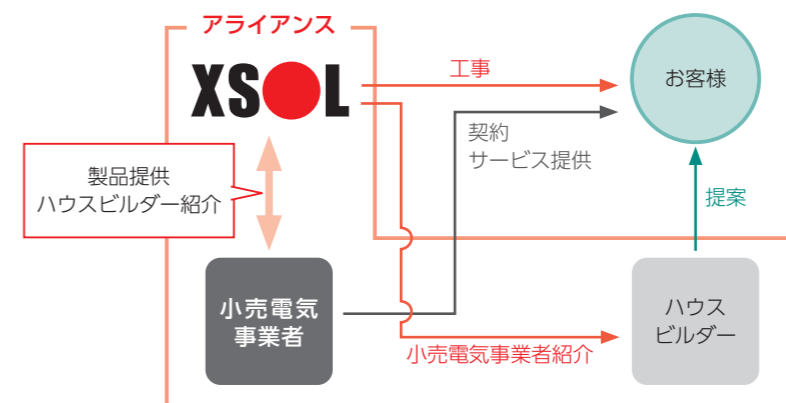 アライアンス
XSOL
工事
お客様
契約
サービス提供
製品提供
ハウスビルダー紹介
提案
小売電気
事業者
ハウス
ビルダー
小売電気事業者紹介